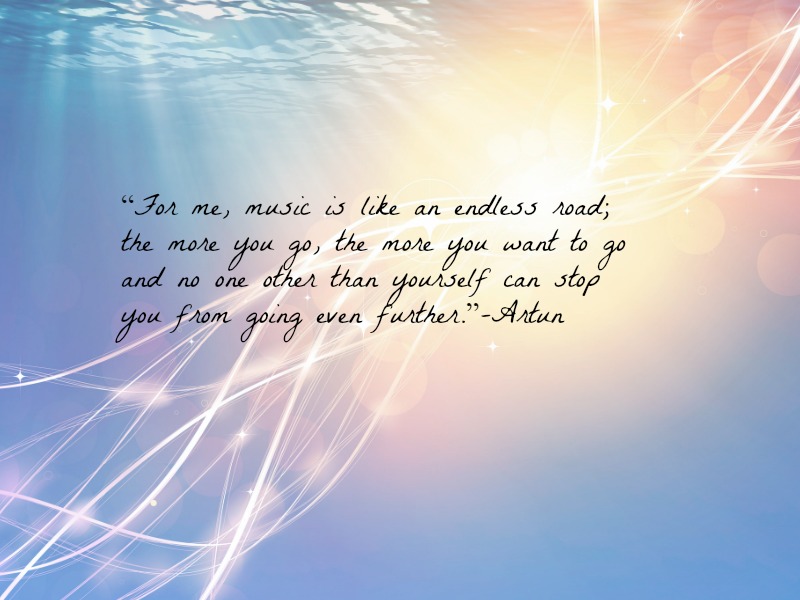 “For me, music is like an endless road;
the more you go, the more you want to go
and no one other than yourself can stop
you from going even further.”-Artun